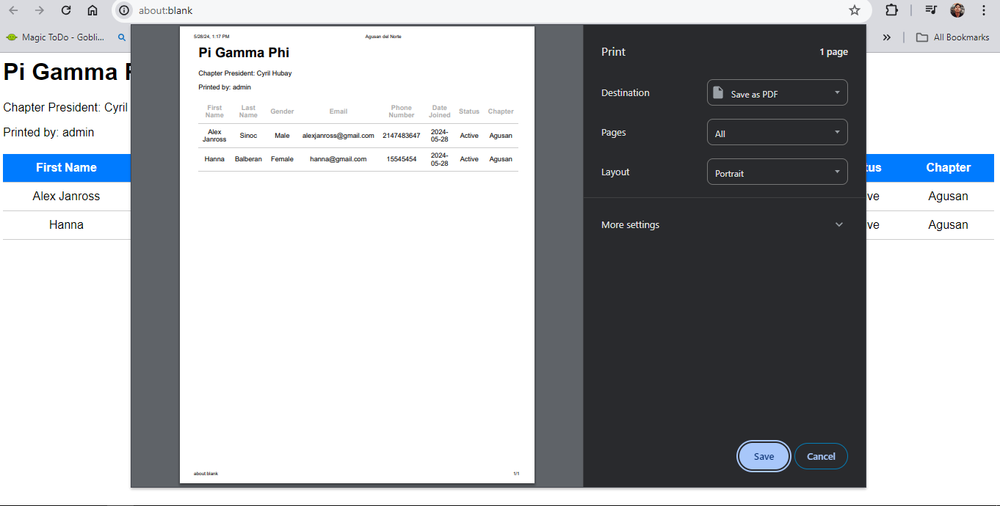 about:blank
Magic ToDo - Gobli...
All Bookmarks
Pi Gamma
Chapter President: Cyril
Printed by: admin
First Name
Alex Janross
Hanna
5/28/24, 1:17 PM Agusan del Norte
Pi Gamma Phi
Chapter President: Cyril Hubay
Printed by: admin
First Name Last Name Gender Email Phone Number Date Joined Status Chapter
Alex Janross Sinoc Male alexjanross@gmail.com 2147483647 2024-05-28 Active Agusan
Hanna Balberan Female hanna@gmail.com 15545454 2024-05-28 Active Agusan
about:blank 1/1
Print 1 page
Destination Save as PDF
Pages All
Layout Portrait
More settings
Save Cancel
tus Chapter
ve Agusan
ve Agusan